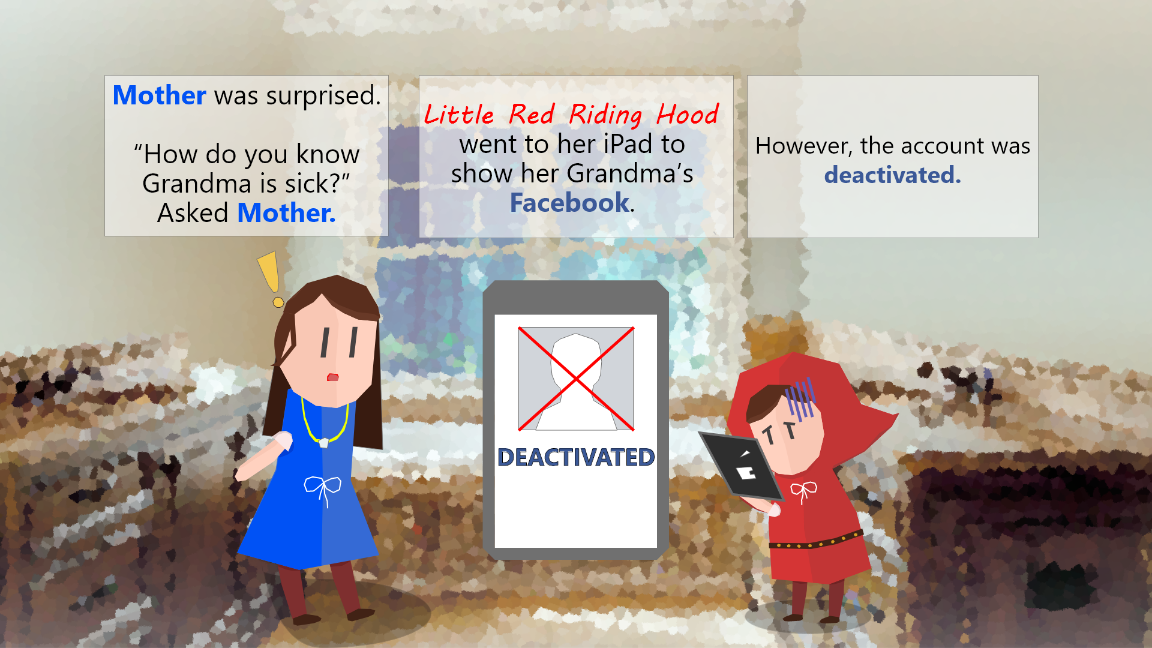 Mother was surprised.
“How do you know
Grandma is sick?”
Asked Mother.
Little Red Riding Hood
went to her iPad to
show her Grandma’s
Facebook.
However, the account was
deactivated.
DEACTIVATED